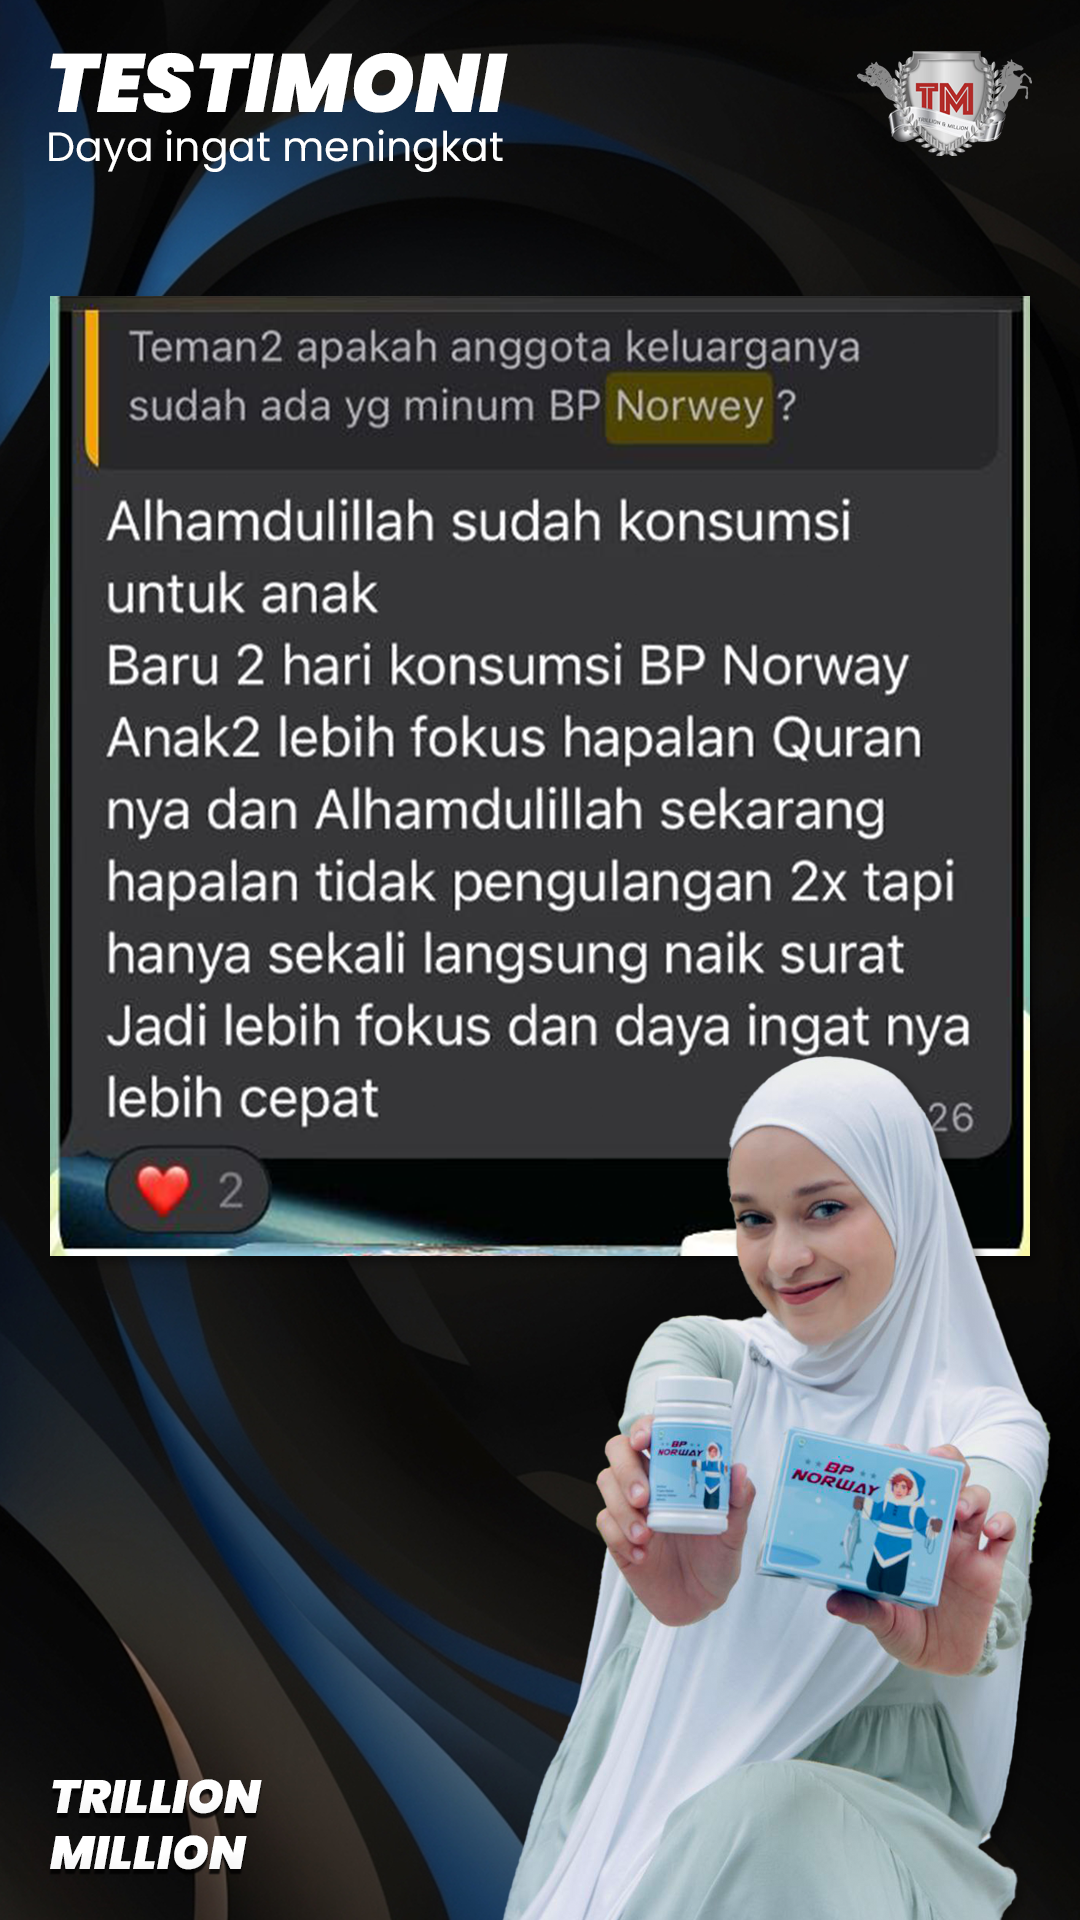 TESTIMONI
Daya ingat meningkat
TM
TRILLION & MILLION
Teman2 apakah anggota keluarganya
sudah ada yg minum BP Norwey ?
Alhamdulillah sudah konsumsi
untuk anak
Baru 2 hari konsumsi BP Norway
Anak2 lebih fokus hapalan Quran
nya dan Alhamdulillah sekarang
hapalan tidak pengulangan 2x tapi
hanya sekali langsung naik surat
Jadi lebih fokus dan daya ingat nya
lebih cepat
26
2
BP
NORWAY
BP
NORWAY
TRILLION
MILLION